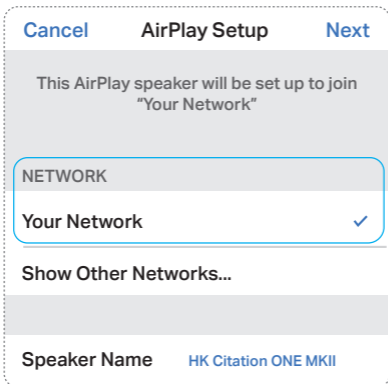 Cancel AirPlay Setup Next
This AirPlay speaker will be set up to join
"Your Network"
NETWORK
Your Network
Show Other Networks...
Speaker Name HK Citation ONE MKII